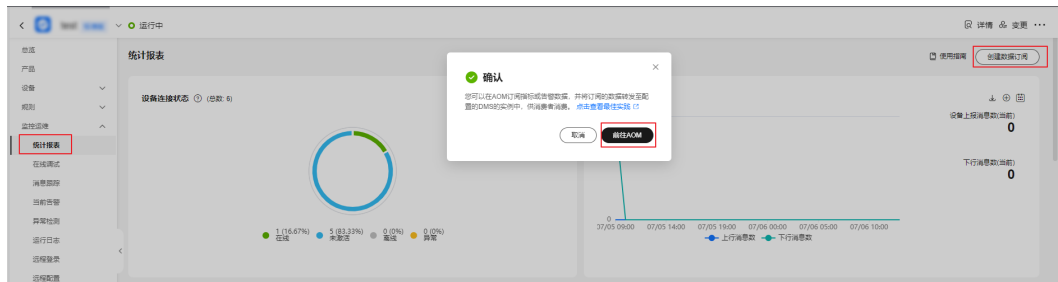 运行中
详情 变更
总览
产品
设备
规则
监控运维
统计报表
在线调试
消息跟踪
当前告警
异常检测
运行日志
远程登录
远程配置
统计报表
使用指南 创建数据订阅
设备连接状态 (总数: 6)
1 (16.67%)
在线
5 (83.33%)
未激活
0 (0%)
离线
0 (0%)
异常
确认
您可以在AOM订阅指标或告警数据，并将订阅的数据转发至配
置的DMS的实例中，供消费者消费。 点击查看最佳实践
取消 前往AOM
设备上报消息数(当前)
0
下行消息数(当前)
0
0
07/05 09:00 07/05 14:00 07/05 19:00 07/06 00:00 07/06 05:00 07/06 10:00
上行消息数 下行消息数